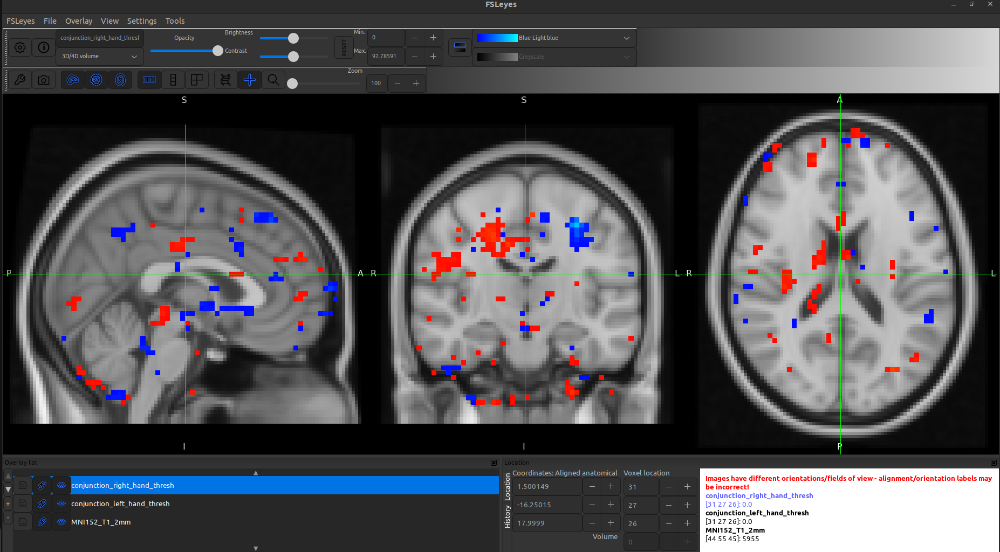 FSLeyes
FSLeyes File Overlay View Settings Tools
conjunction_right_hand_thresh
3D/4D volume
Opacity
Brightness
Contrast
RESET
Min. 0
Max. 92.78591
Blue-Light blue
Greyscale
Zoom
100
S S A
P A R L R L
I I P
Overlay list
conjunction_right_hand_thresh
conjunction_left_hand_thresh
MNI152_T1_2mm
Location
Location
History
Coordinates: Aligned anatomical Voxel location
1.500149 31
-16.25015 27
17.9999 26
Volume 0
Images have different orientations/fields of view - alignment/orientation labels may
be incorrect!
conjunction_right_hand_thresh
[31 27 26]: 0.0
conjunction_left_hand_thresh
[31 27 26]: 0.0
MNI152_T1_2mm
[44 55 45]: 5955